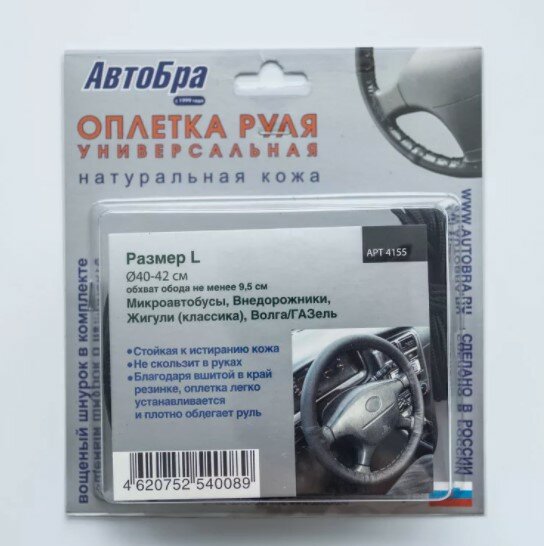 АвтоБра
с 1999 года
ОПЛЕТКА РУЛЯ
УНИВЕРСАЛЬНАЯ
натуральная кожа
Размер L
Ø40-42 см
обхват обода не менее 9,5 см
Микроавтобусы, Внедорожники,
Жигули (классика), Волга/ГАЗель
АРТ 4155
•Стойкая к истиранию кожа
•Не скользит в руках
•Благодаря вшитой в край
резинке, оплетка легко
устанавливается
и плотно облегает руль
4 620752 540089
вощеный шнурок в комплекте
WWW.AUTOBRA.RU
СДЕЛАНО В РОССИИ